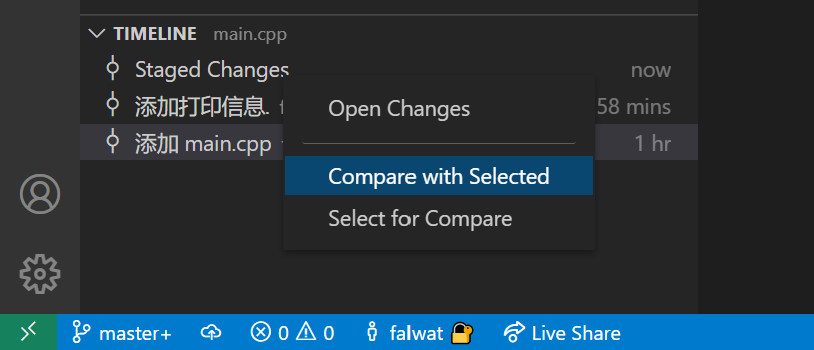 TIMELINE main.cpp
Staged Changes now
添加打印信息. 58 mins
添加 main.cpp 1 hr
Open Changes
Compare with Selected
Select for Compare
master+ 0 0 falwat Live Share